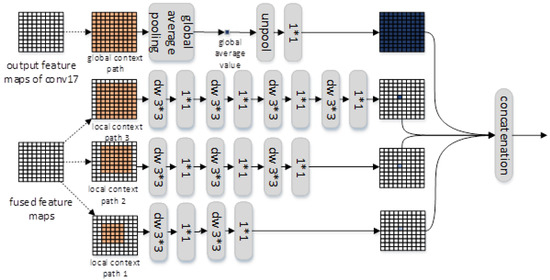 output feature
maps of conv17
global context
path
global
average
pooling
global
average
value
unpool
1*1
fused feature
maps
local context
path 3
dw 3*3
1*1
dw 3*3
1*1
dw 3*3
1*1
dw 3*3
1*1
local context
path 2
dw 3*3
1*1
dw 3*3
1*1
dw 3*3
1*1
local context
path 1
dw 3*3
1*1
dw 3*3
1*1
concatenation